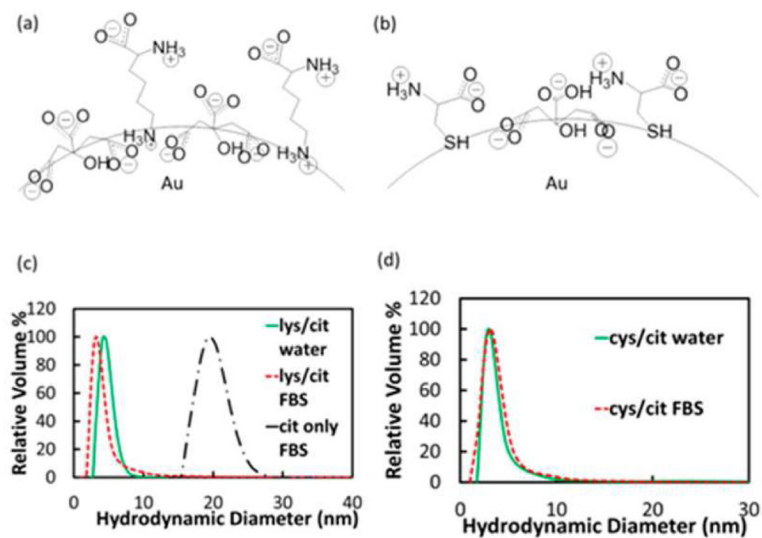 (a)
O
⊖
O
NH3
⊕
O
⊖
O
NH3
⊕
⊖
O
O
O
⊖
O
H3N
⊕
O
OH
O
⊖
O
O
⊖
O
O
OH
O
⊖
H3N
⊕
Au
(b)
⊕
H3N
O
⊖
O
O
⊖
OH
⊕
H3N
O
⊖
O
SH
O
O
⊖
OH
O
O
⊖
SH
Au
(c)
120
100
80
60
40
20
0
Relative Volume %
lys/cit
water
lys/cit
FBS
cit only
FBS
0 10 20 30 40
Hydrodynamic Diameter (nm)
(d)
120
100
80
60
40
20
0
Relative Volume %
cys/cit water
cys/cit FBS
0 10 20 30
Hydrodynamic Diameter (nm)